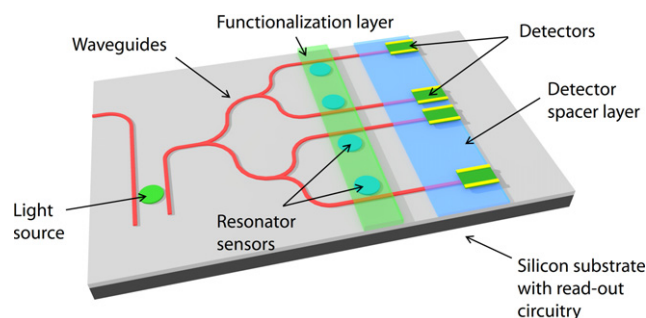 Functionalization layer
Waveguides
Detectors
Detector
spacer layer
Light
source
Resonator
sensors
Silicon substrate
with read-out
circuitry